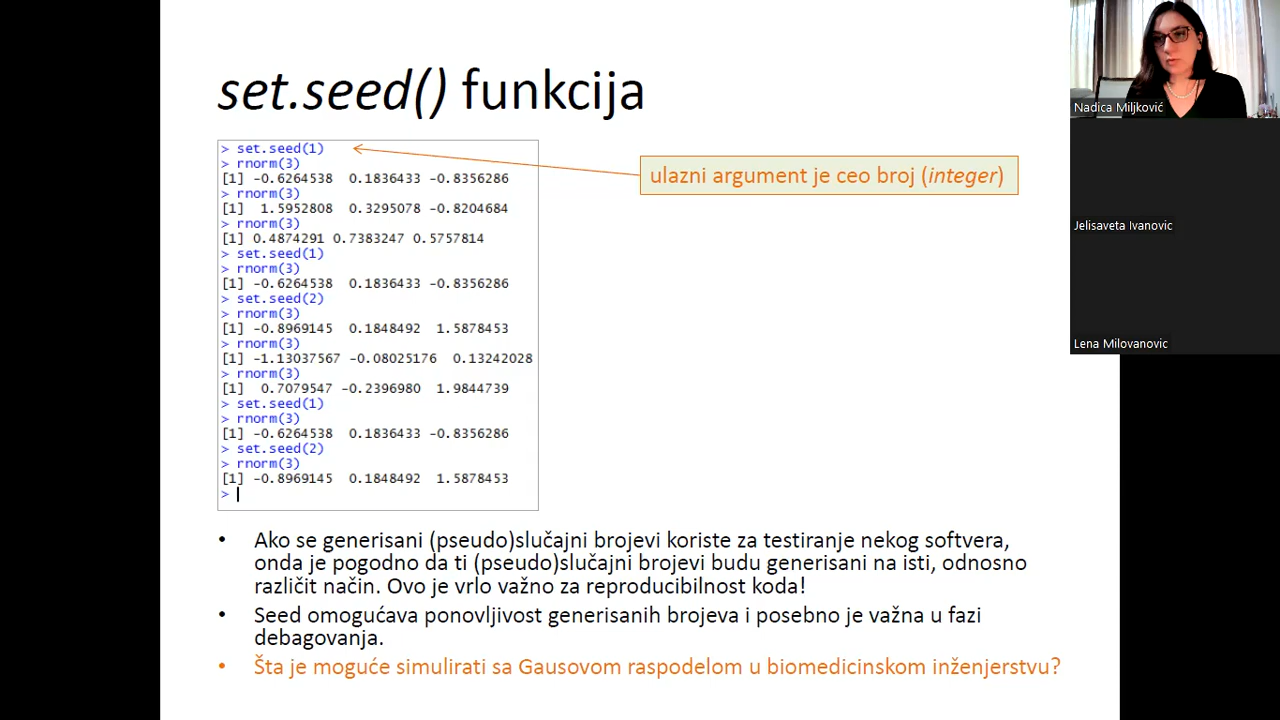 set.seed() funkcija
> set.seed(1)
> rnorm(3)
[1] -0.6264538 0.1836433 -0.8356286
> rnorm(3)
[1] 1.5952808 0.3295078 -0.8204684
> rnorm(3)
[1] 0.4874291 0.7383247 0.5757814
> set.seed(1)
> rnorm(3)
[1] -0.6264538 0.1836433 -0.8356286
> set.seed(2)
> rnorm(3)
[1] -0.8969145 0.1848492 1.5878453
> rnorm(3)
[1] -1.13037567 -0.08025176 0.13242028
> rnorm(3)
[1] 0.7079547 -0.2396980 1.9844739
> set.seed(1)
> rnorm(3)
[1] -0.6264538 0.1836433 -0.8356286
> set.seed(2)
> rnorm(3)
[1] -0.8969145 0.1848492 1.5878453
>
ulazni argument je ceo broj (integer)
• Ako se generisani (pseudo)slučajni brojevi koriste za testiranje nekog softvera,
onda je pogodno da ti (pseudo)slučajni brojevi budu generisani na isti, odnosno
različit način. Ovo je vrlo važno za reproducibilnost koda!
• Seed omogućava ponovljivost generisanih brojeva i posebno je važna u fazi
debagovanja.
• Šta je moguće simulirati sa Gausovom raspodelom u biomedicinskom inženjerstvu?
Nadica Miljković
Jelisaveta Ivanovic
Lena Milovanovic